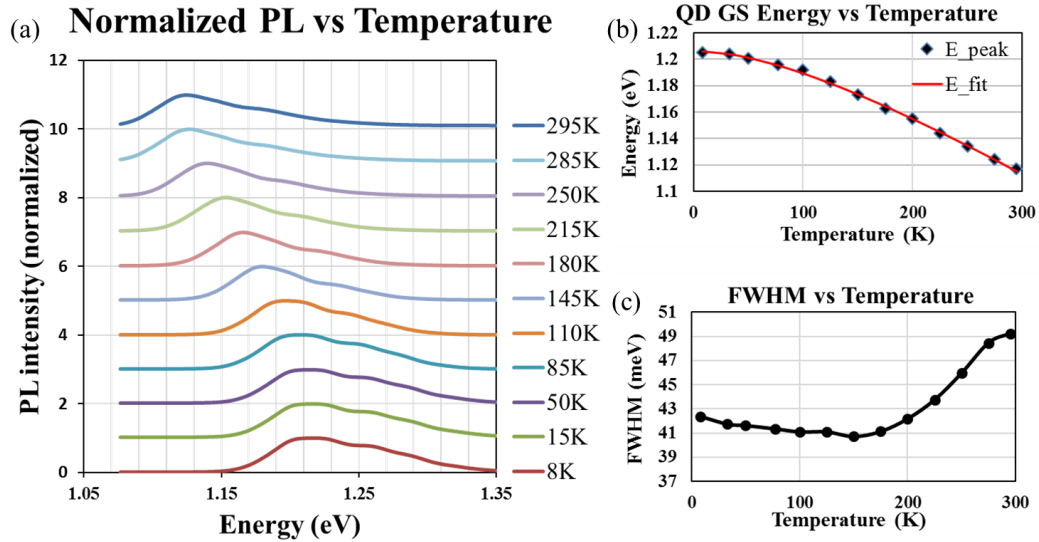 (a)
Normalized PL vs Temperature
PL intensity (normalized)
12
10
8
6
4
2
0
1.05
1.15
1.25
1.35
Energy (eV)
295K
285K
250K
215K
180K
145K
110K
85K
50K
15K
8K
(b)
QD GS Energy vs Temperature
Energy (eV)
1.22
1.2
1.18
1.16
1.14
1.12
1.1
E_peak
E_fit
0
100
200
300
Temperature (K)
(c)
FWHM vs Temperature
FWHM (meV)
51
49
47
45
43
41
39
37
0
100
200
300
Temperature (K)